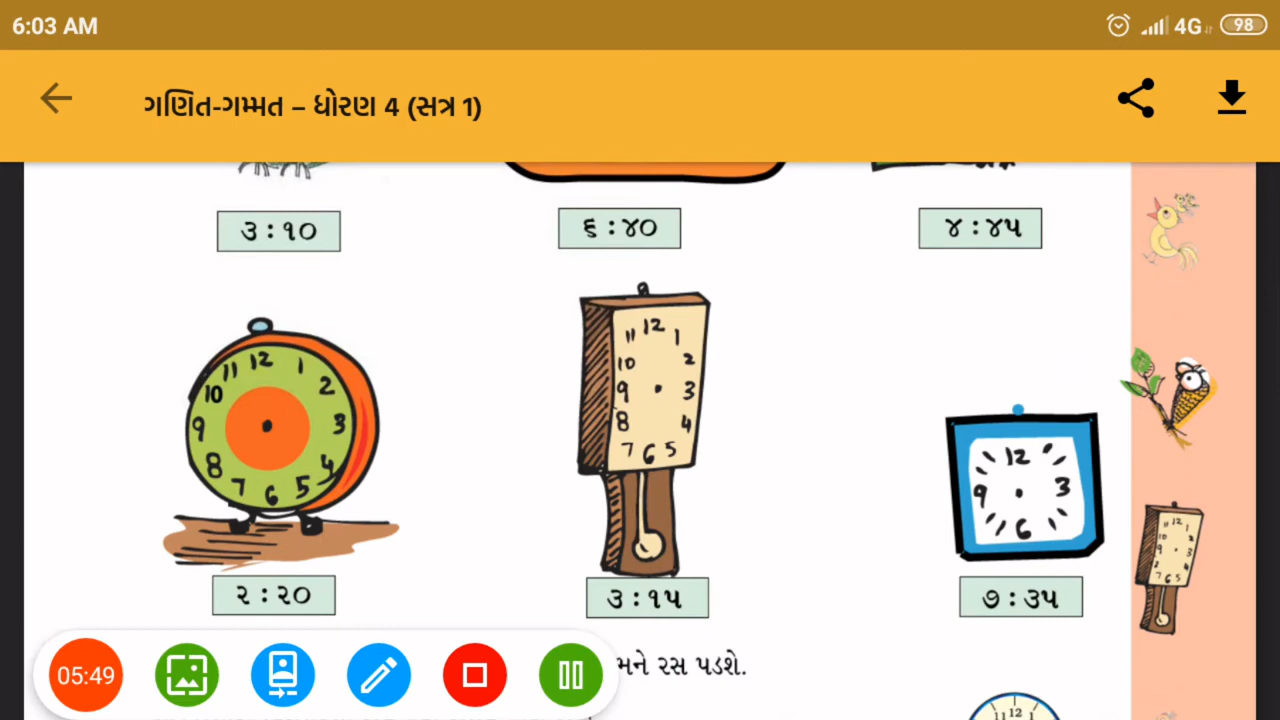 6:03 AM
4G 98
ગણિત-ગમ્મત – ધોરણ 4 (સત્ર 1)
૩ : ૧૦
૬ : ૪૦
૪ : ૪૫
12
11 1
10 2
9 3
8 4
7 5
6
12
11 1
10 2
9 3
8 4
7 5
6
12
9 3
6
૨ : ૨૦
૩ : ૧૫
૭ : ૩૫
05:49
મને રસ પડશે.
11 12 1